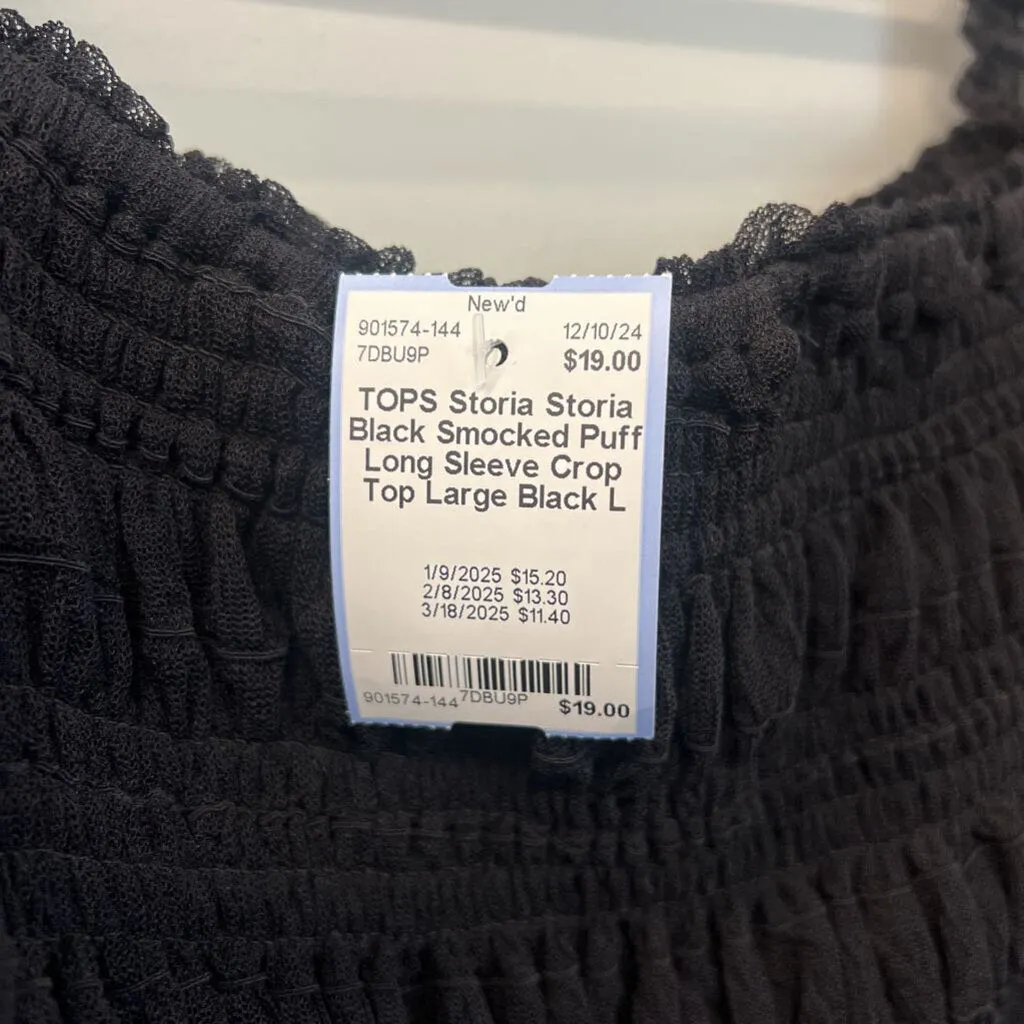 New'd
901574-144 12/10/24
7DBU9P $19.00
TOPS Storia Storia
Black Smocked Puff
Long Sleeve Crop
Top Large Black L
1/9/2025 $15.20
2/8/2025 $13.30
3/18/2025 $11.40
901574-144 7DBU9P $19.00